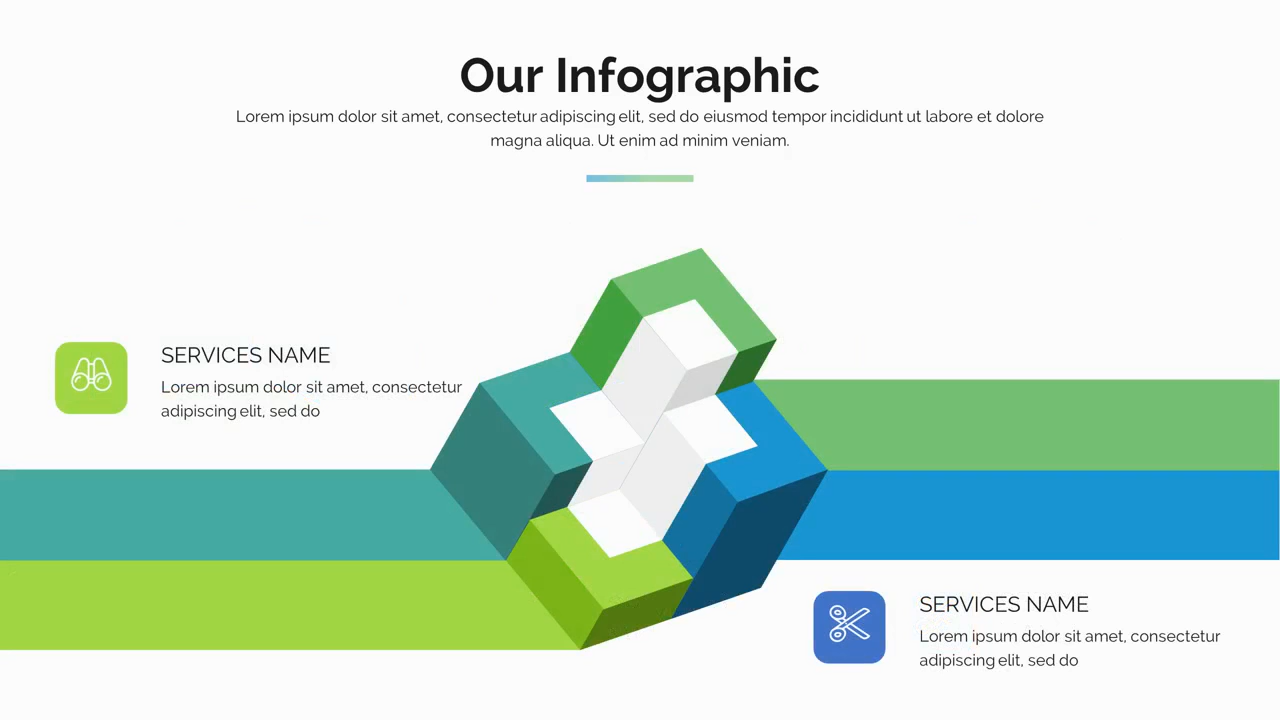 Our Infographic
Lorem ipsum dolor sit amet, consectetur adipiscing elit, sed do eiusmod tempor incididunt ut labore et dolore
magna aliqua. Ut enim ad minim veniam.
SERVICES NAME
Lorem ipsum dolor sit amet, consectetur
adipiscing elit, sed do
SERVICES NAME
Lorem ipsum dolor sit amet, consectetur
adipiscing elit, sed do